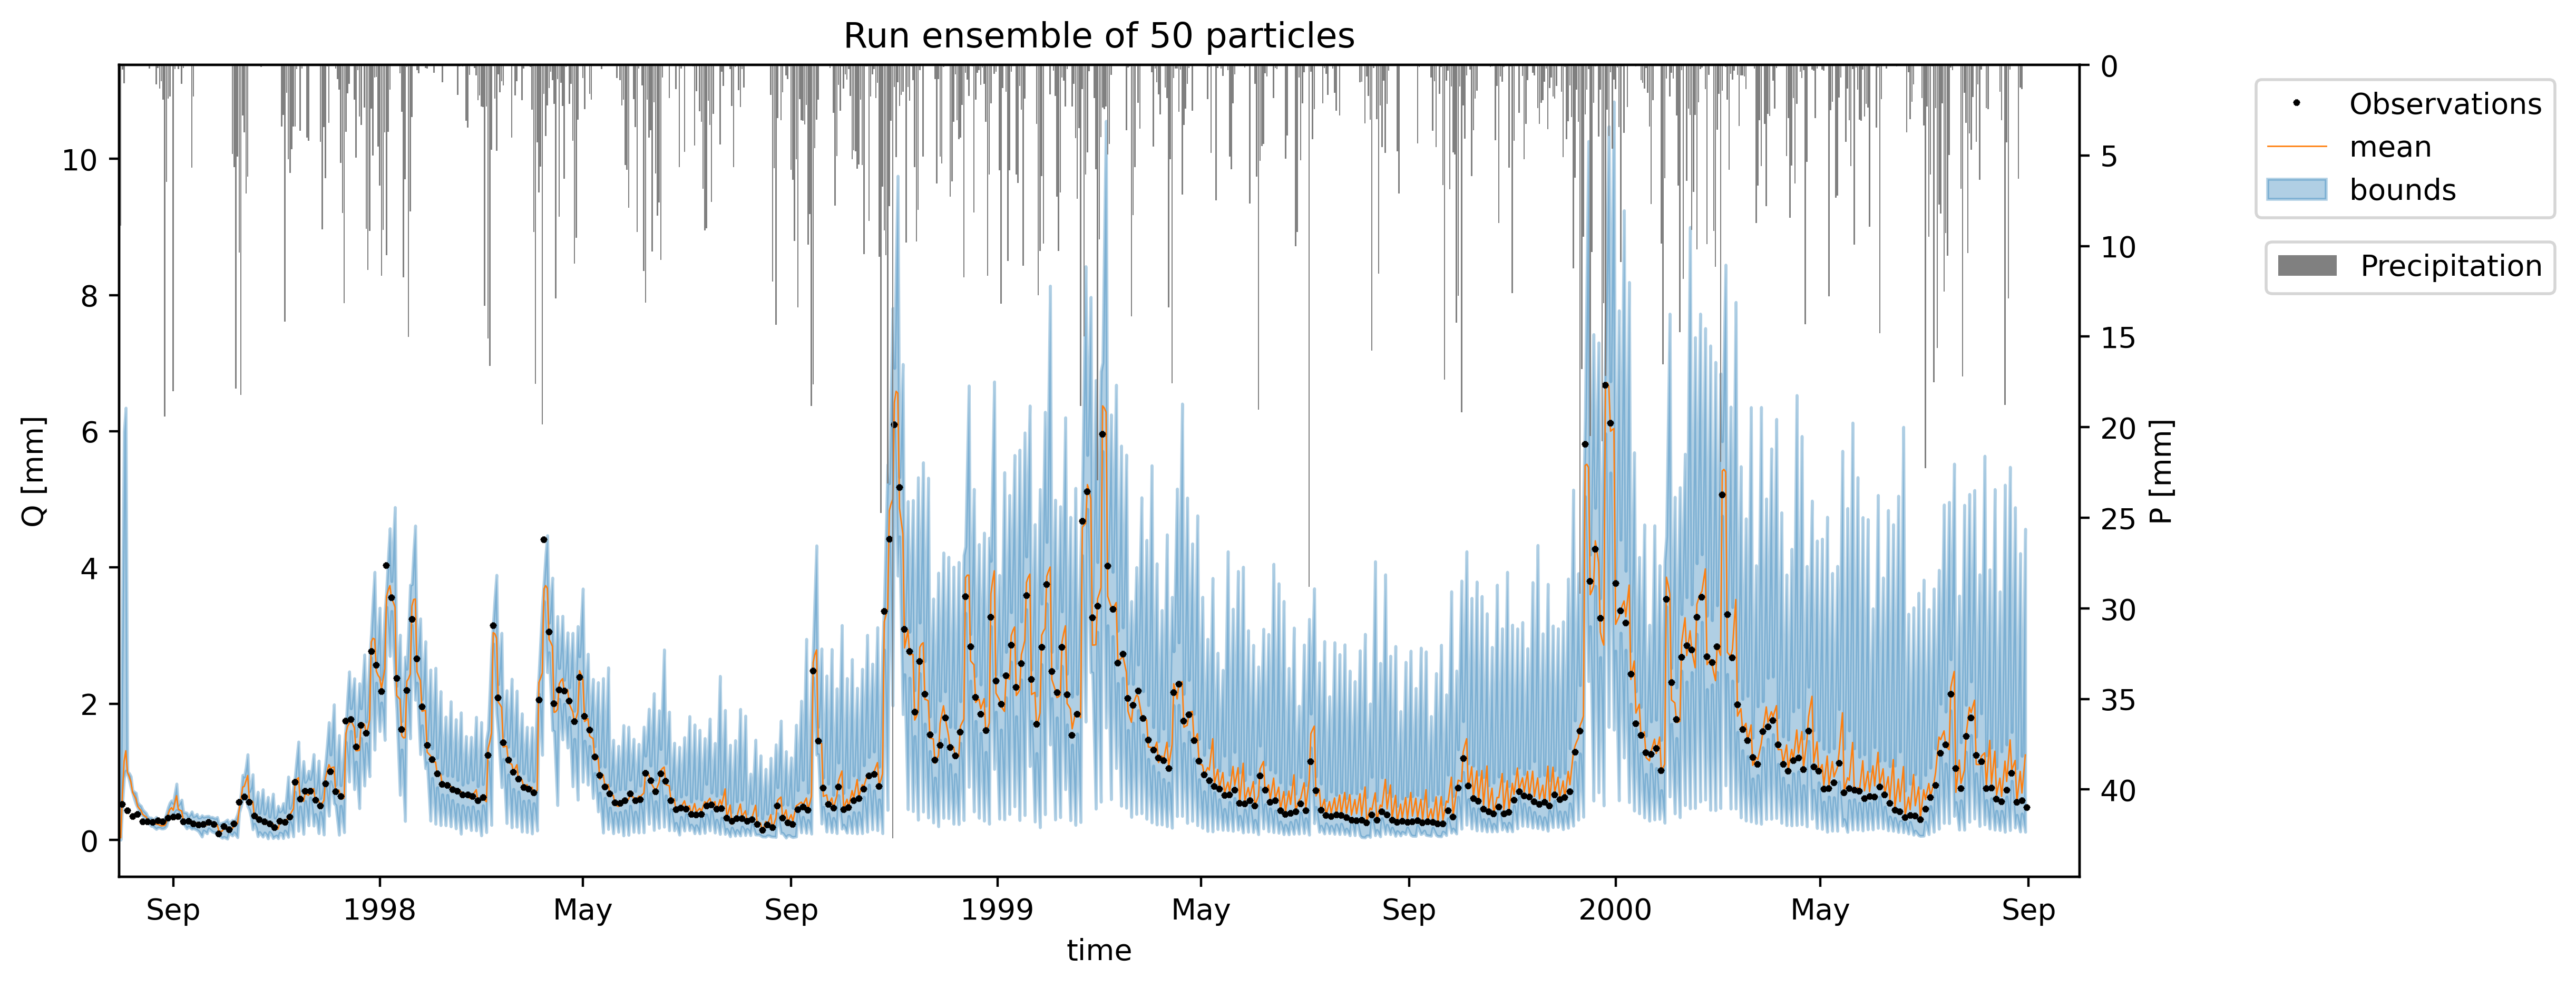 Run ensemble of 50 particles
Q [mm]
10
8
6
4
2
0
0
5
10
15
20
25
30
35
40
P [mm]
Sep
1998
May
Sep
1999
May
Sep
2000
May
Sep
time
Observations
mean
bounds
Precipitation